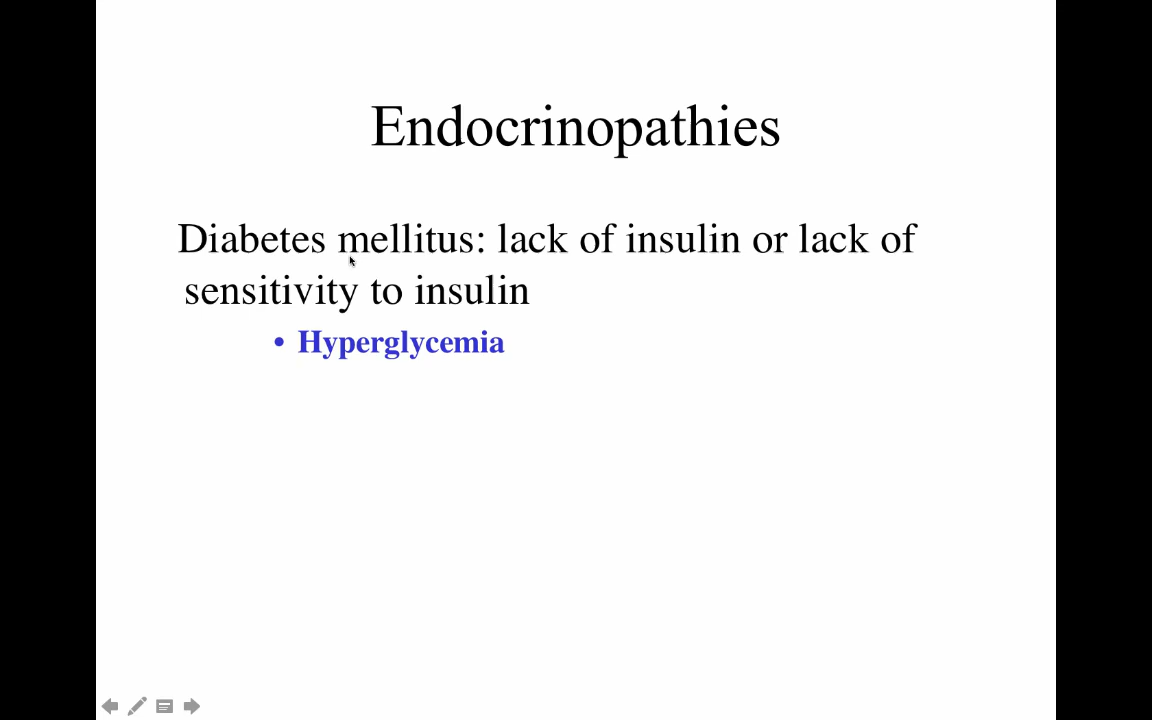 Endocrinopathies
Diabetes mellitus: lack of insulin or lack of
sensitivity to insulin
• Hyperglycemia